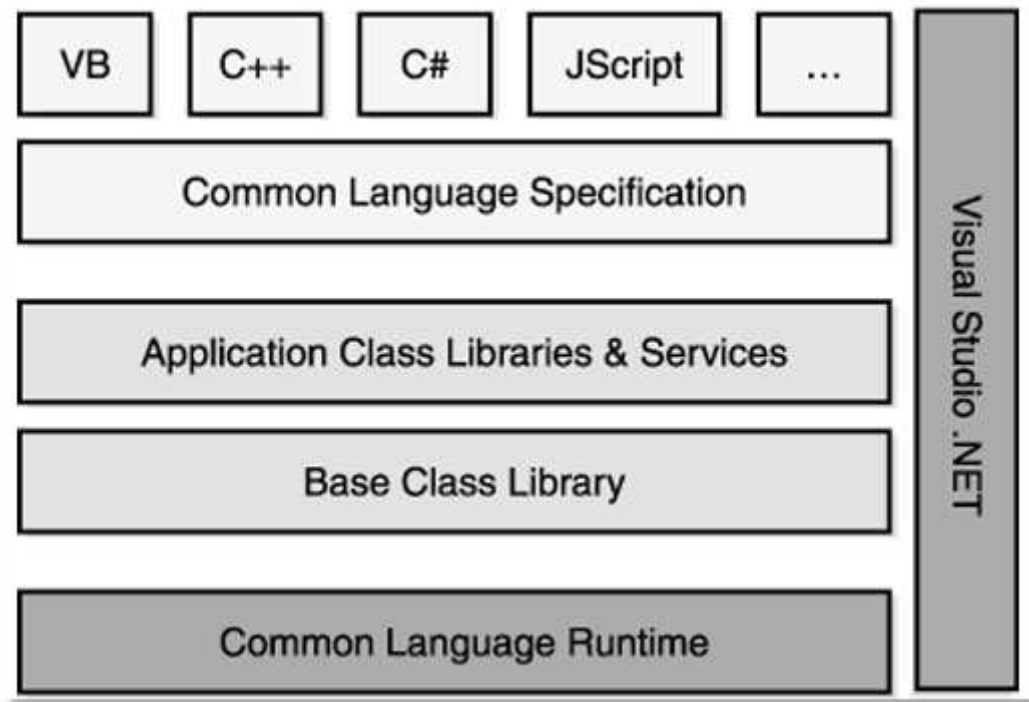 VB
C++
C#
JScript
...
Common Language Specification
Application Class Libraries & Services
Base Class Library
Common Language Runtime
Visual Studio .NET